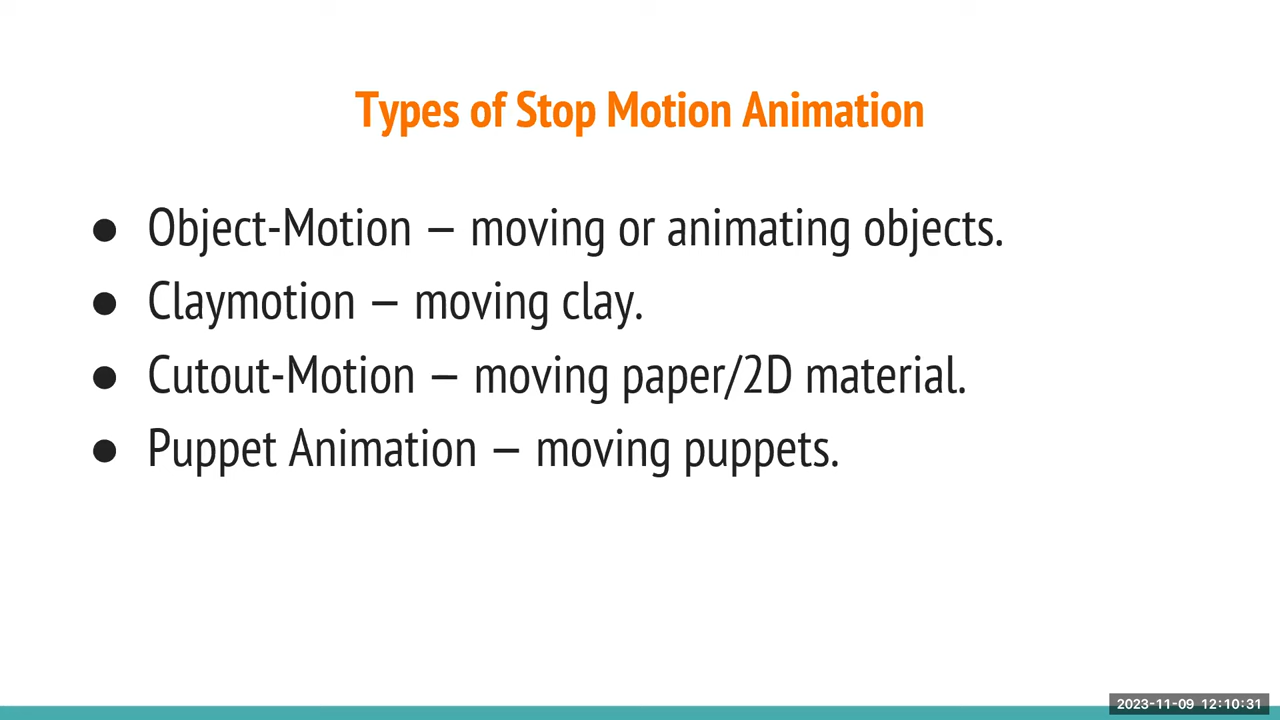 Types of Stop Motion Animation
● Object-Motion — moving or animating objects.
● Claymotion — moving clay.
● Cutout-Motion — moving paper/2D material.
● Puppet Animation — moving puppets.
2023-11-09 12:10:31